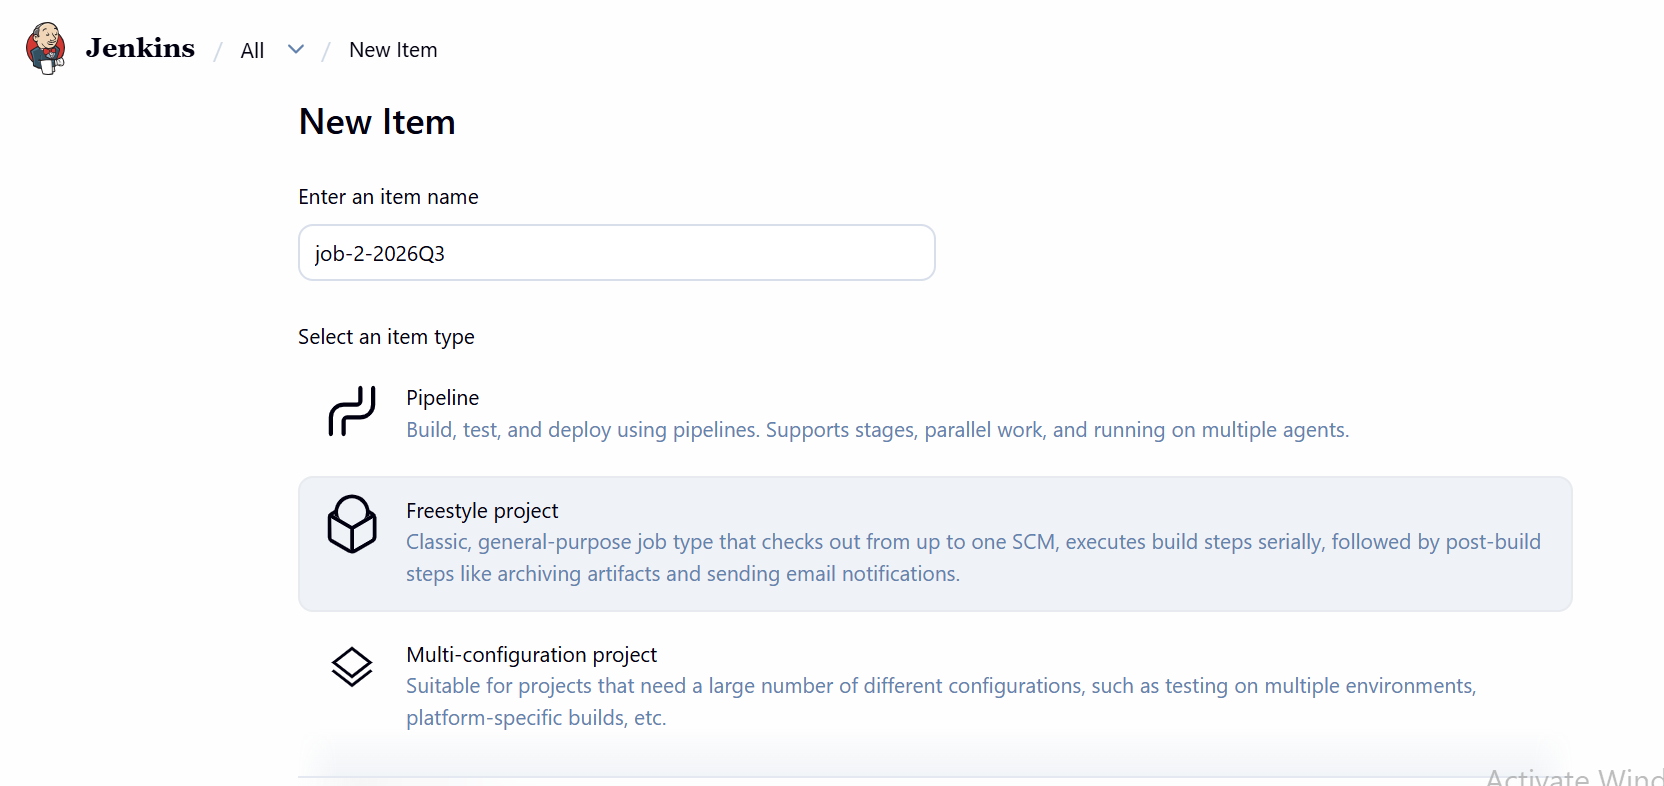 Jenkins / All / New Item
New Item
Enter an item name
job-2-2026Q3
Select an item type
Pipeline
Build, test, and deploy using pipelines. Supports stages, parallel work, and running on multiple agents.
Freestyle project
Classic, general-purpose job type that checks out from up to one SCM, executes build steps serially, followed by post-build
steps like archiving artifacts and sending email notifications.
Multi-configuration project
Suitable for projects that need a large number of different configurations, such as testing on multiple environments,
platform-specific builds, etc.
Activate Wind